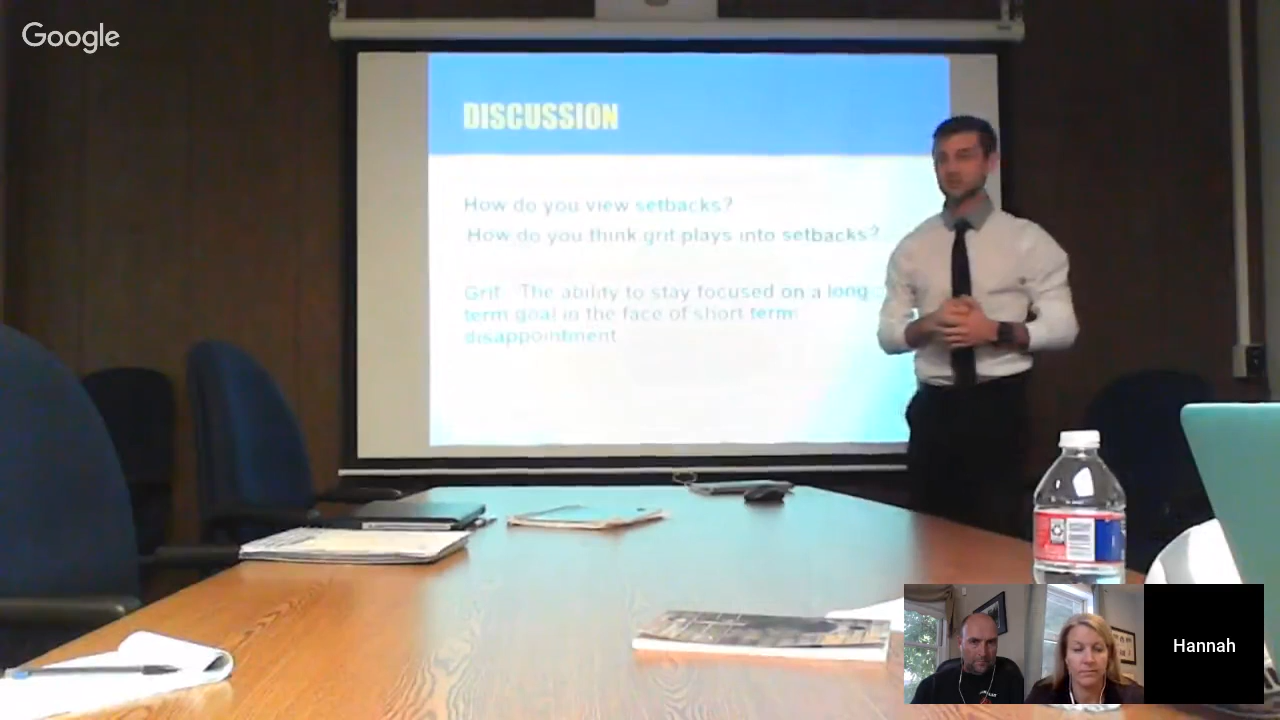 Google
DISCUSSION
How do you view setbacks?
How do you think grit plays into setbacks?
Grit: The ability to stay focused on a long
term goal in the face of short term
disappointment
Hannah